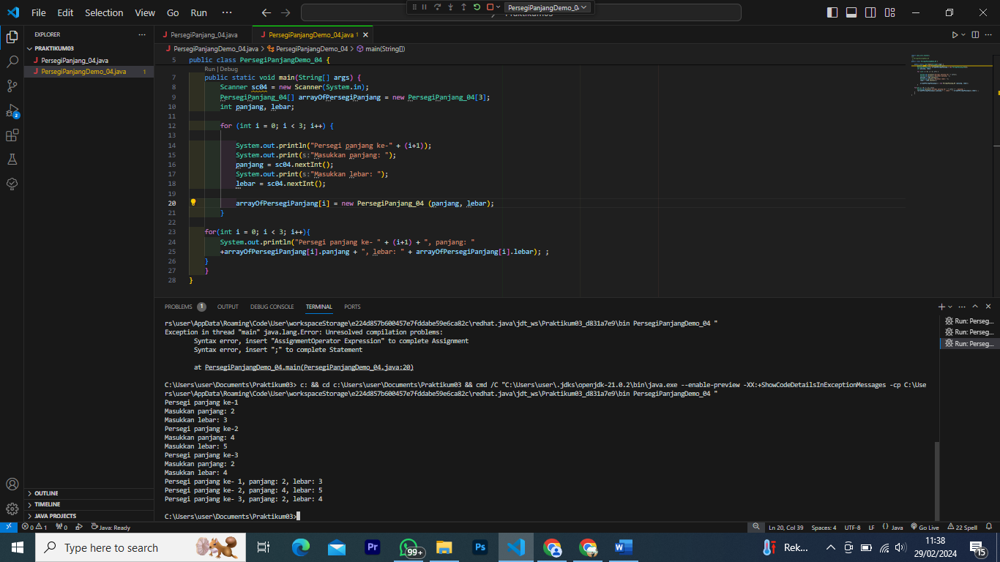 File Edit Selection View Go Run ···
PersegiPanjangDemo_04
Praktikum03
EXPLORER ···
PRAKTIKUM03
J PersegiPanjang_04.java
J PersegiPanjangDemo_04.java 1
OUTLINE
TIMELINE
JAVA PROJECTS
2
J PersegiPanjang_04.java
J PersegiPanjangDemo_04.java 1
J PersegiPanjangDemo_04.java > PersegiPanjangDemo_04 > main(String[])
5 public class PersegiPanjangDemo_04 {
Run | Debug
7 public static void main(String[] args) {
8 Scanner sc04 = new Scanner(System.in);
9 PersegiPanjang_04[] arrayOfPersegiPanjang = new PersegiPanjang_04[3];
10 int panjang, lebar;
11
12 for (int i = 0; i < 3; i++) {
13
14 System.out.println("Persegi panjang ke-" + (i+1));
15 System.out.print(s:"Masukkan panjang: ");
16 panjang = sc04.nextInt();
17 System.out.print(s:"Masukkan lebar: ");
18 lebar = sc04.nextInt();
19
20 arrayOfPersegiPanjang[i] = new PersegiPanjang_04 (panjang, lebar);
21 }
22
23 for(int i = 0; i < 3; i++){
24 System.out.println("Persegi panjang ke- " + (i+1) + ", panjang: "
25 +arrayOfPersegiPanjang[i].panjang + ", lebar: " + arrayOfPersegiPanjang[i].lebar); ;
26 }
27 }
28 }
PROBLEMS 1 OUTPUT DEBUG CONSOLE TERMINAL PORTS
rs\user\AppData\Roaming\Code\User\workspaceStorage\e224d857b600457e7fddabe59e6ca82c\redhat.java\jdt_ws\Praktikum03_d831a7e9\bin PersegiPanjangDemo_04 "
Exception in thread "main" java.lang.Error: Unresolved compilation problems:
Syntax error, insert "AssignmentOperator Expression" to complete Assignment
Syntax error, insert ";" to complete Statement
at PersegiPanjangDemo_04.main(PersegiPanjangDemo_04.java:20)
C:\Users\user\Documents\Praktikum03> c: && cd c:\Users\user\Documents\Praktikum03 && cmd /C "C:\Users\user\.jdks\openjdk-21.0.2\bin\java.exe --enable-preview -XX:+ShowCodeDetailsInExceptionMessages -cp C:\Use
rs\user\AppData\Roaming\Code\User\workspaceStorage\e224d857b600457e7fddabe59e6ca82c\redhat.java\jdt_ws\Praktikum03_d831a7e9\bin PersegiPanjangDemo_04 "
Persegi panjang ke-1
Masukkan panjang: 2
Masukkan lebar: 3
Persegi panjang ke-2
Masukkan panjang: 4
Masukkan lebar: 5
Persegi panjang ke-3
Masukkan panjang: 2
Masukkan lebar: 4
Persegi panjang ke- 1, panjang: 2, lebar: 3
Persegi panjang ke- 2, panjang: 4, lebar: 5
Persegi panjang ke- 3, panjang: 2, lebar: 4
C:\Users\user\Documents\Praktikum03>
Run: Perseg...
Run: Perseg...
Run: Perseg...
0 1 0 Java: Ready
Ln 20, Col 39 Spaces: 4 UTF-8 LF {} Java Go Live 22 Spell
Type here to search
Pr
99+
Ps
W
Rek...
11:38
29/02/2024
15